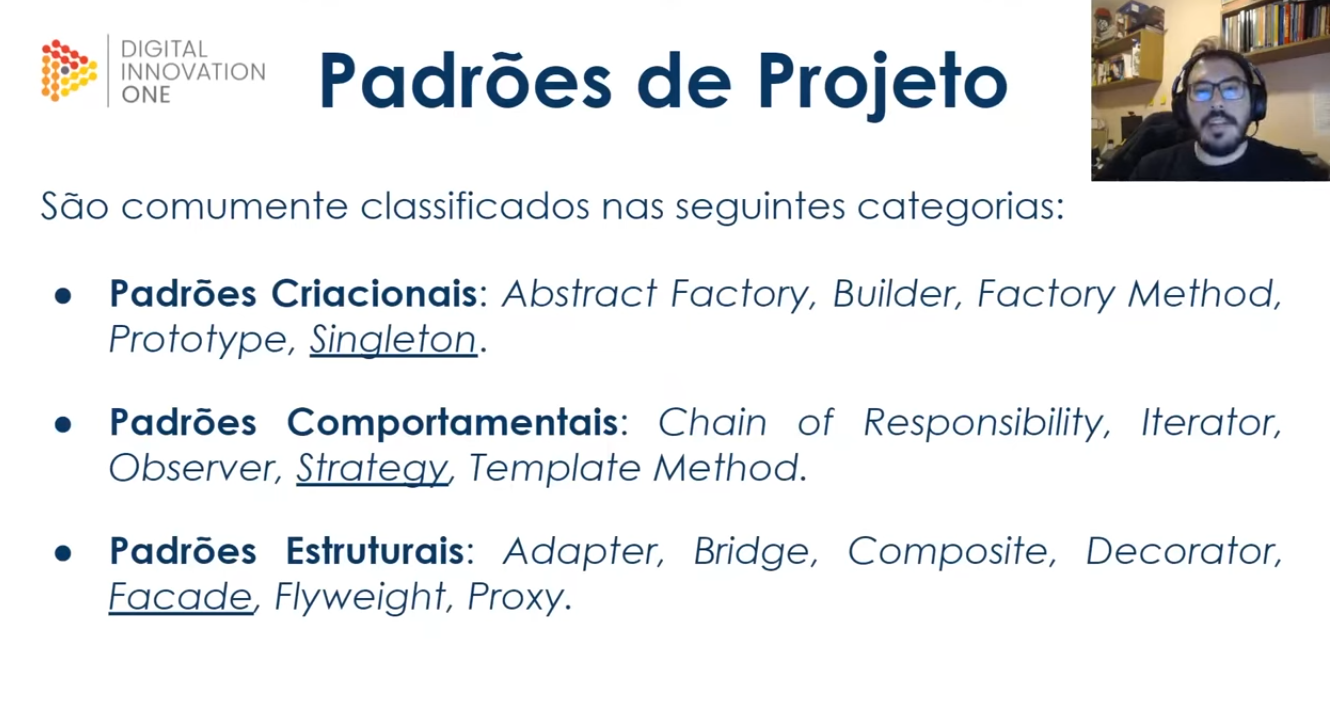 DIGITAL
INNOVATION
ONE
Padrões de Projeto
São comumente classificados nas seguintes categorias:
● Padrões Criacionais: Abstract Factory, Builder, Factory Method,
Prototype, Singleton.
● Padrões Comportamentais: Chain of Responsibility, Iterator,
Observer, Strategy, Template Method.
● Padrões Estruturais: Adapter, Bridge, Composite, Decorator,
Facade, Flyweight, Proxy.